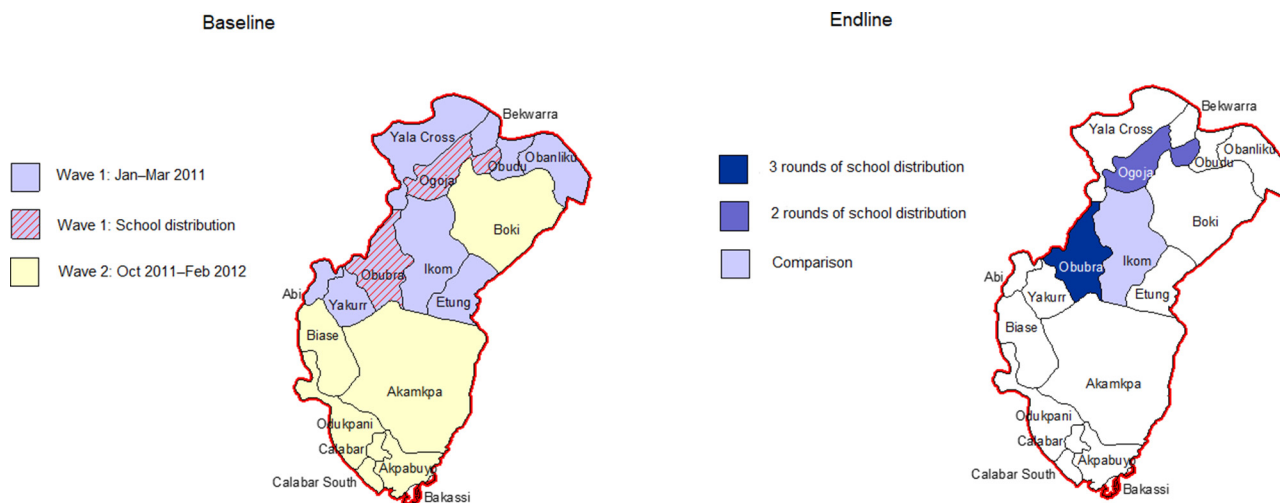 Baseline
Wave 1: Jan–Mar 2011
Wave 1: School distribution
Wave 2: Oct 2011–Feb 2012
Bekwarra
Yala Cross
Obanliku
Obudu
Ogoja
Boki
Ikom
Obubra
Abi
Yakurr
Etung
Biase
Akamkpa
Odukpani
Calabar
Akpabuyo
Calabar South
Bakassi
Endline
3 rounds of school distribution
2 rounds of school distribution
Comparison
Bekwarra
Yala Cross
Obanliku
Obudu
Ogoja
Boki
Ikom
Obubra
Abi
Yakurr
Etung
Biase
Akamkpa
Odukpani
Calabar
Akpabuyo
Calabar South
Bakassi